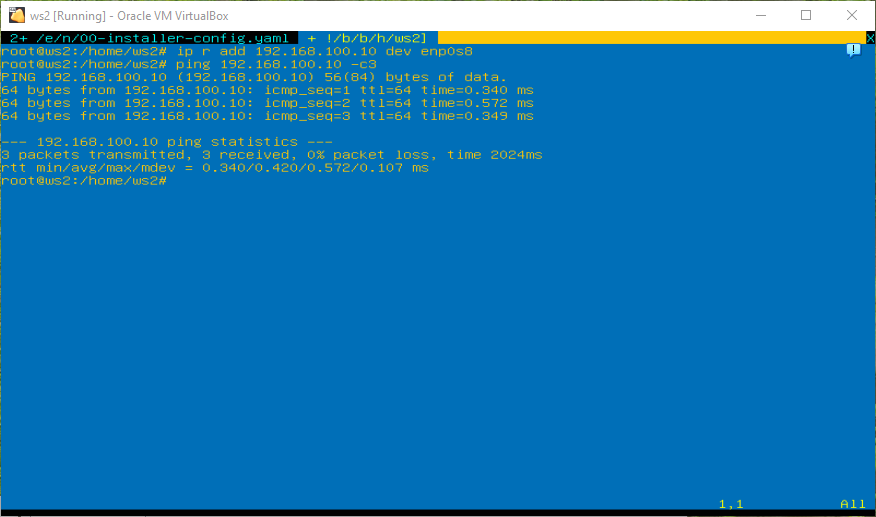 ws2 [Running] - Oracle VM VirtualBox
2+ /e/n/00-installer-config.yaml  + !/b/b/h/ws2] X
root@ws2:/home/ws2# ip r add 192.168.100.10 dev enp0s8
root@ws2:/home/ws2# ping 192.168.100.10 -c3
PING 192.168.100.10 (192.168.100.10) 56(84) bytes of data.
64 bytes from 192.168.100.10: icmp_seq=1 ttl=64 time=0.340 ms
64 bytes from 192.168.100.10: icmp_seq=2 ttl=64 time=0.572 ms
64 bytes from 192.168.100.10: icmp_seq=3 ttl=64 time=0.349 ms
--- 192.168.100.10 ping statistics ---
3 packets transmitted, 3 received, 0% packet loss, time 2024ms
rtt min/avg/max/mdev = 0.340/0.420/0.572/0.107 ms
root@ws2:/home/ws2#
1,1 All